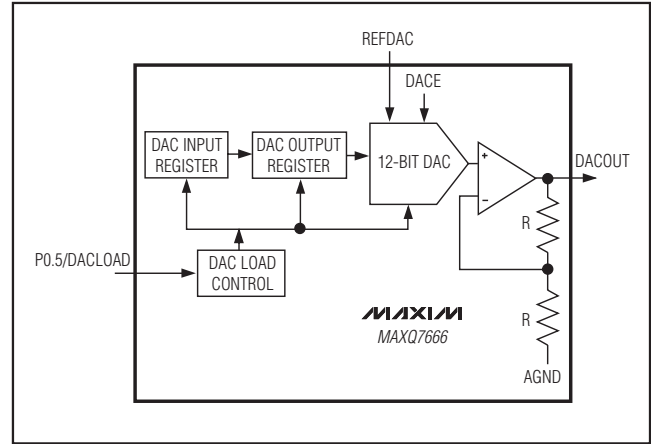 REFDAC
DACE
DAC INPUT
REGISTER
DAC OUTPUT
REGISTER
12-BIT DAC
+
−
DACOUT
R
P0.5/DACLOAD
DAC LOAD
CONTROL
MAXIM
MAXQ7666
R
AGND